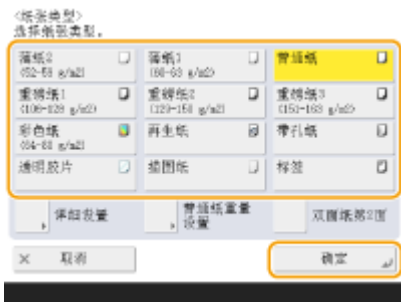 <纸张类型>
选择纸张类型。
薄纸2
(52-59 g/m2)
薄纸1
(60-63 g/m2)
普通纸
重磅纸1
(106-128 g/m2)
重磅纸2
(129-150 g/m2)
重磅纸3
(151-163 g/m2)
彩色纸
(64-82 g/m2)
再生纸
带孔纸
透明胶片
描图纸
标签
详细设置
普通纸重量
设置
双面纸第2面
× 取消
确定